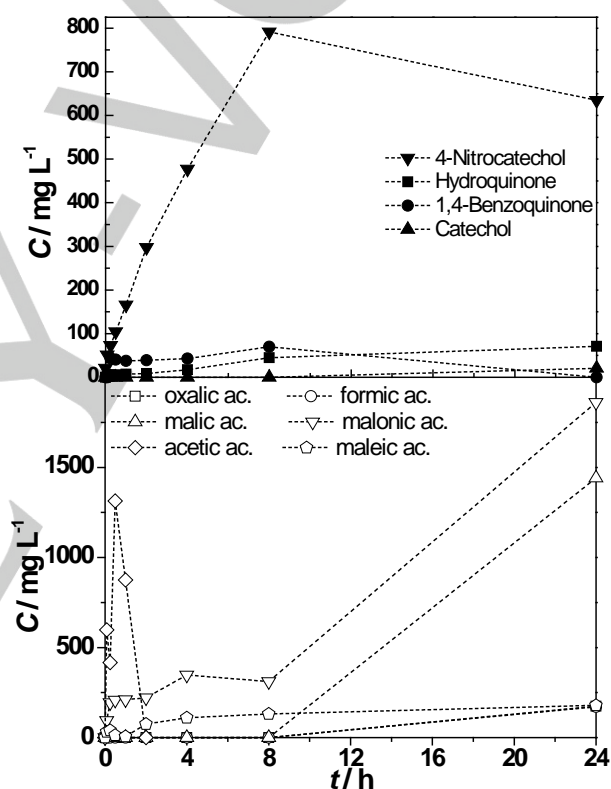 800
700
600
500
400
300
200
100
0
C / mg L⁻¹
4-Nitrocatechol
Hydroquinone
1,4-Benzoquinone
Catechol
oxalic ac. formic ac.
malic ac. malonic ac.
acetic ac. maleic ac.
1500
1000
500
0
C / mg L⁻¹
0 4 8 12 16 20 24
t / h